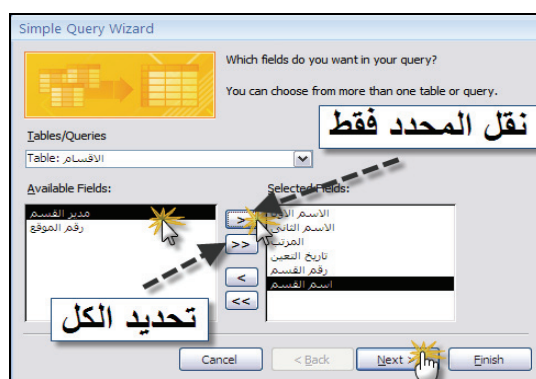 Simple Query Wizard
Which fields do you want in your query?
You can choose from more than one table or query.
نقل المحدد فقط
Tables/Queries
Table: الاقسام
Available Fields:
Selected Fields:
مدير القسم
رقم الموقع
>
>>
<
<<
الاسم الاول
الاسم الثانى
المرتب
تاريخ التعين
رقم القسم
اسم القسم
تحديد الكل
Cancel
< Back
Next >
Finish